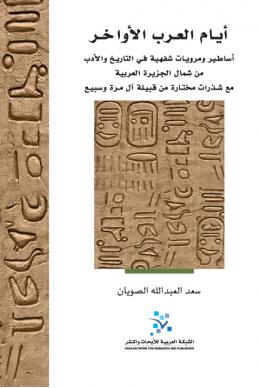 أيام العرب الأواخر
أساطير ومرويات شفهية في التاريخ والأدب
من شمال الجزيرة العربية
مع شذرات مختارة من قبيلة آل مرة وسبيع
سعد العبدالله الصويان
الشبكة العربية للأبحاث والنشر
ARAB NETWORK FOR RESEARCH AND PUBLISHING